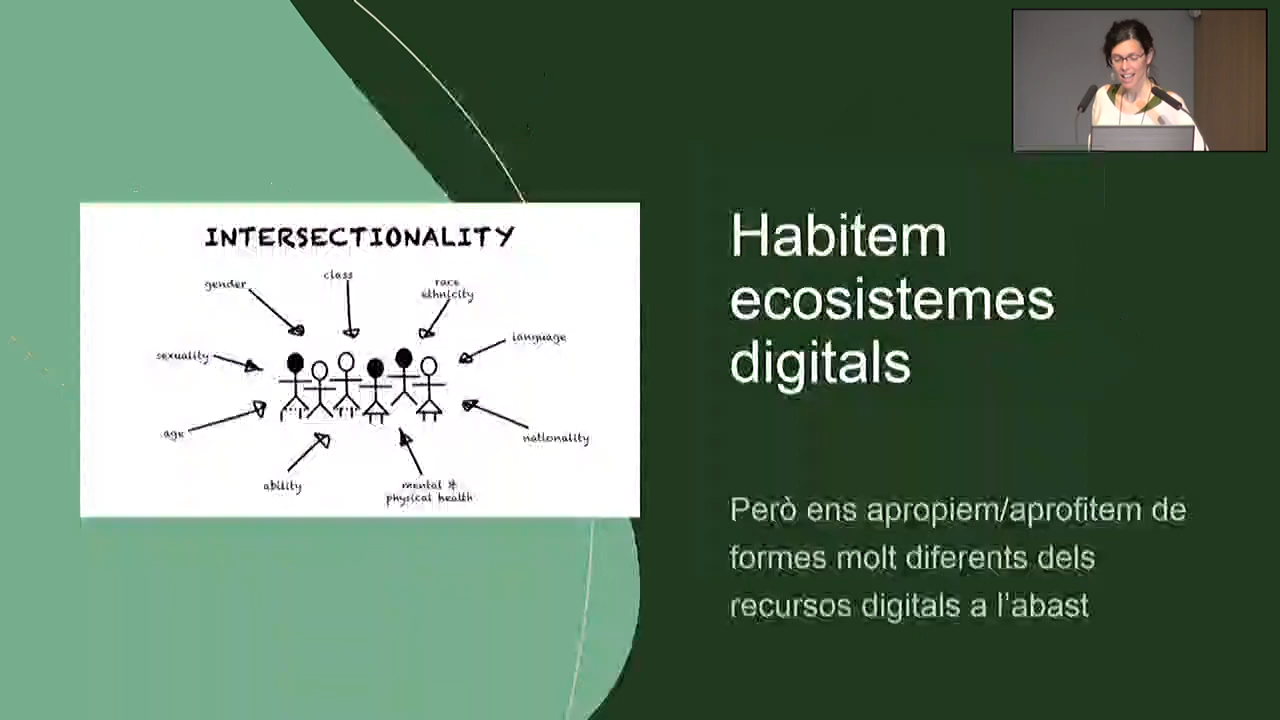 INTERSECTIONALITY
gender
class
race
ethnicity
language
sexuality
age
nationality
ability
mental &
physical health
Habitem
ecosistemes
digitals
Però ens apropiem/aprofitem de
formes molt diferents dels
recursos digitals a l'abast